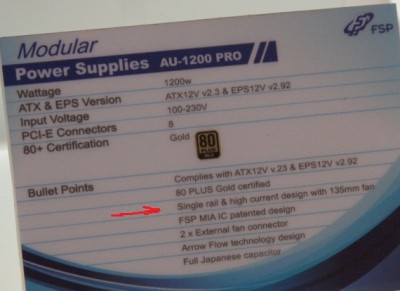 FSP
Modular
Power Supplies AU-1200 PRO
Wattage 1200w
ATX & EPS Version ATX12V v2.3 & EPS12V v2.92
Input Voltage 100-230V
PCI-E Connectors 8
80+ Certification Gold
80
PLUS
Bullet Points Complies with ATX12V v.23 & EPS12V v2.92
80 PLUS Gold certified
Single rail & high current design with 135mm fan
FSP MIA IC patented design
2 x External fan connector
Arrow Flow technology design
Full Japanese capacitor